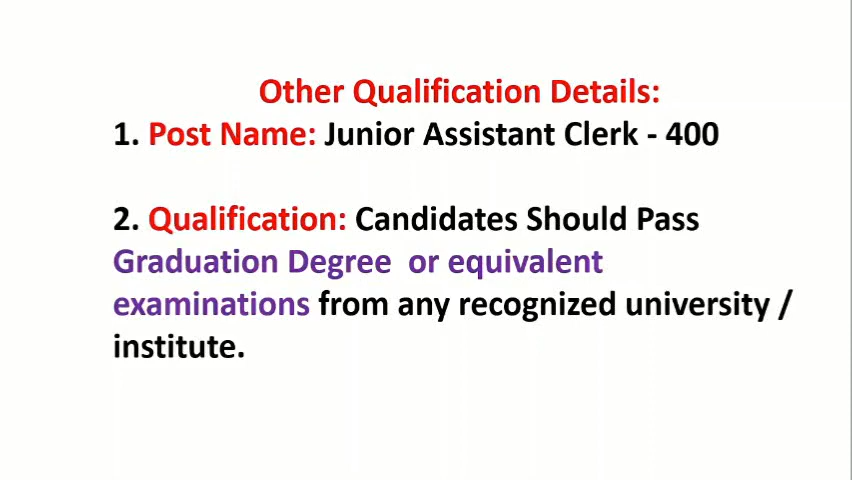 Other Qualification Details:
1. Post Name: Junior Assistant Clerk - 400
2. Qualification: Candidates Should Pass
Graduation Degree  or equivalent
examinations from any recognized university /
institute.